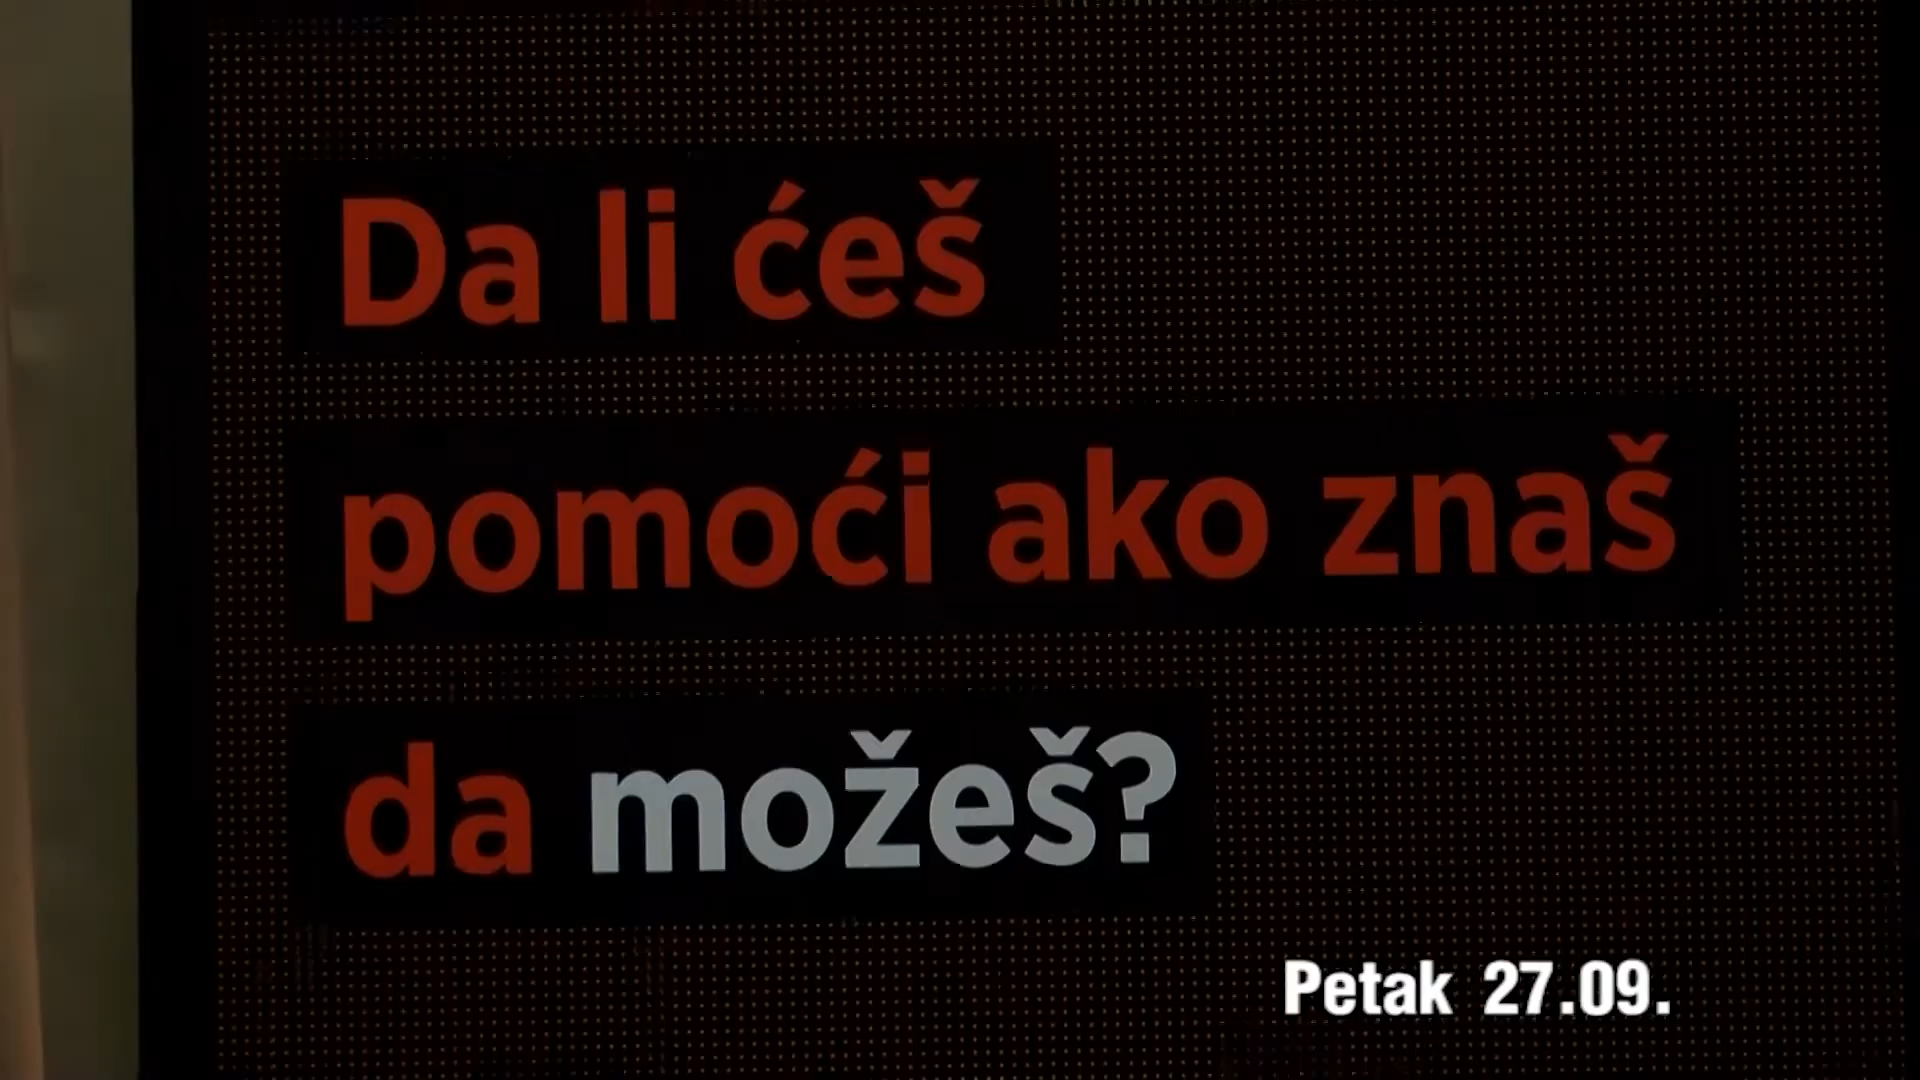 Da li ćeš
pomoći ako znaš
da možeš?
Petak 27.09.